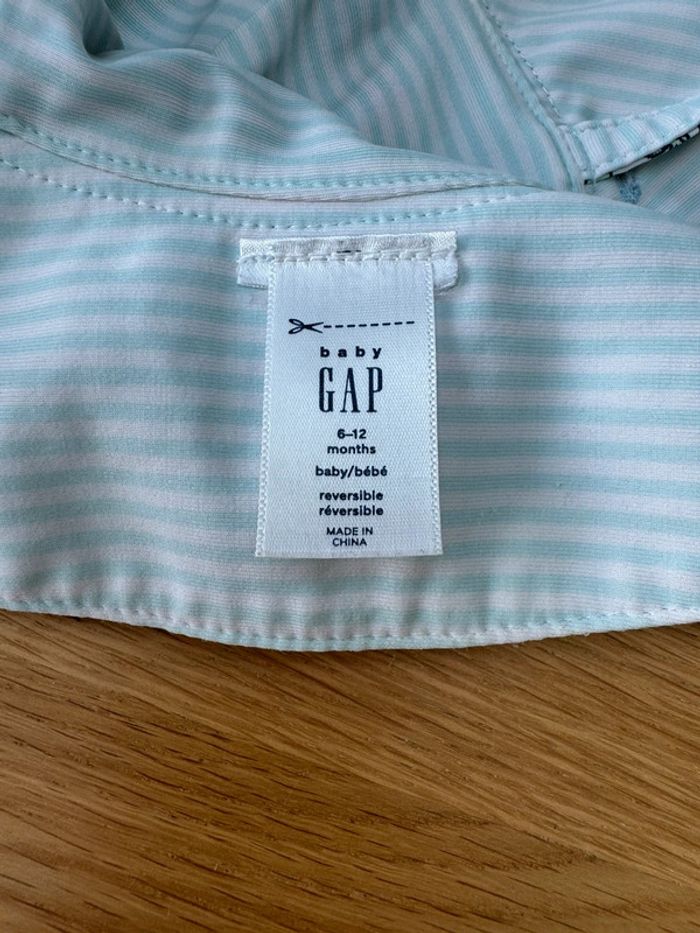 baby
GAP
6–12
months
baby/bébé
reversible
réversible
MADE IN
CHINA